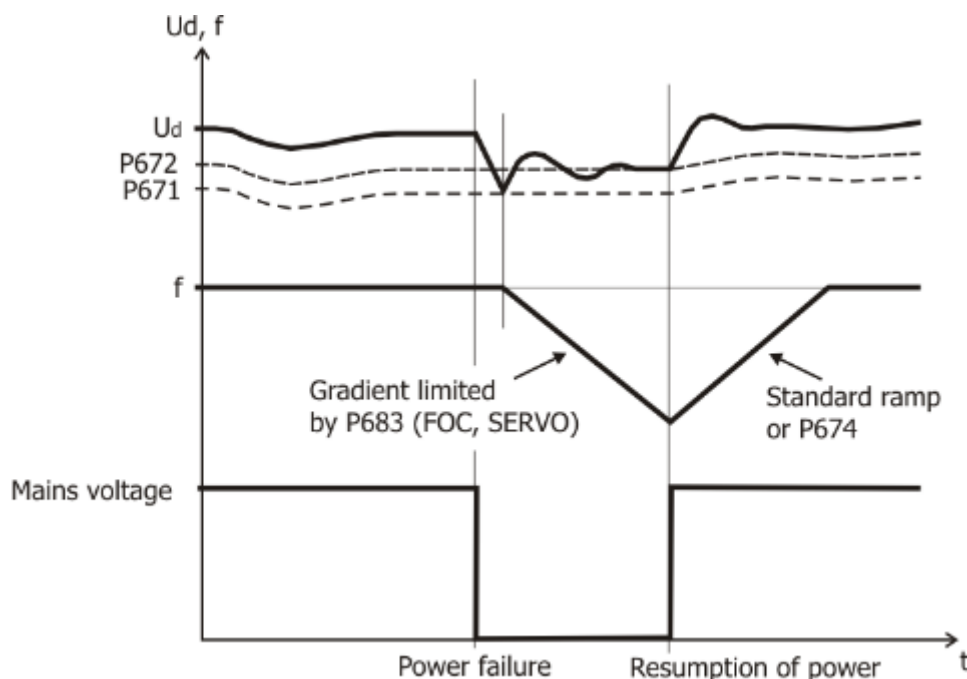 Ud, f
Ud
P672
P671
f
Gradient limited
by P683 (FOC, SERVO)
Standard ramp
or P674
Mains voltage
t
Power failure
Resumption of power